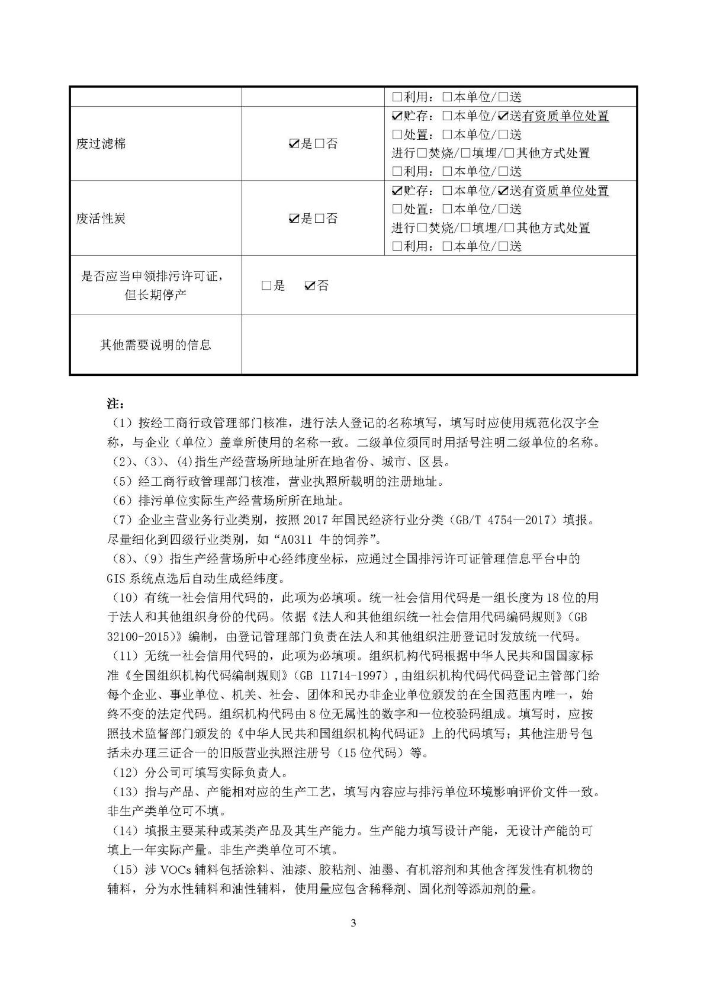 □利用：□本单位/□送
☑贮存：□本单位/☑送有资质单位处置
□处置：□本单位/□送
废过滤棉
☑是□否
进行□焚烧/□填埋/□其他方式处置
□利用：□本单位/□送
☑贮存：□本单位/☑送有资质单位处置
□处置：□本单位/□送
废活性炭
☑是□否
进行□焚烧/□填埋/□其他方式处置
□利用：□本单位/□送
是否应当申领排污许可证，
但长期停产
□是 ☑否
其他需要说明的信息
注：
（1）按经工商行政管理部门核准，进行法人登记的名称填写，填写时应使用规范化汉字全
称，与企业（单位）盖章所使用的名称一致。二级单位须同时用括号注明二级单位的名称。
（2）、（3）、（4)指生产经营场所地址所在地省份、城市、区县。
（5）经工商行政管理部门核准，营业执照所载明的注册地址。
（6）排污单位实际生产经营场所所在地址。
（7）企业主营业务行业类别，按照 2017 年国民经济行业分类（GB/T 4754—2017）填报。
尽量细化到四级行业类别，如“A0311 牛的饲养”。
（8）、（9）指生产经营场所中心经纬度坐标，应通过全国排污许可证管理信息平台中的
GIS 系统点选后自动生成经纬度。
（10）有统一社会信用代码的，此项为必填项。统一社会信用代码是一组长度为 18 位的用
于法人和其他组织身份的代码。依据《法人和其他组织统一社会信用代码编码规则》（GB
32100-2015)》编制，由登记管理部门负责在法人和其他组织注册登记时发放统一代码。
（11）无统一社会信用代码的，此项为必填项。组织机构代码根据中华人民共和国国家标
准《全国组织机构代码编制规则》（GB 11714-1997）,由组织机构代码代码登记主管部门给
每个企业、事业单位、机关、社会、团体和民办非企业单位颁发的在全国范围内唯一，始
终不变的法定代码。组织机构代码由 8 位无属性的数字和一位校验码组成。填写时，应按
照技术监督部门颁发的《中华人民共和国组织机构代码证》上的代码填写；其他注册号包
括未办理三证合一的旧版营业执照注册号（15 位代码）等。
（12）分公司可填写实际负责人。
（13）指与产品、产能相对应的生产工艺，填写内容应与排污单位环境影响评价文件一致。
非生产类单位可不填。
（14）填报主要某种或某类产品及其生产能力。生产能力填写设计产能，无设计产能的可
填上一年实际产量。非生产类单位可不填。
（15）涉 VOCs 辅料包括涂料、油漆、胶粘剂、油墨、有机溶剂和其他含挥发性有机物的
辅料，分为水性辅料和油性辅料，使用量应包含稀释剂、固化剂等添加剂的量。
3